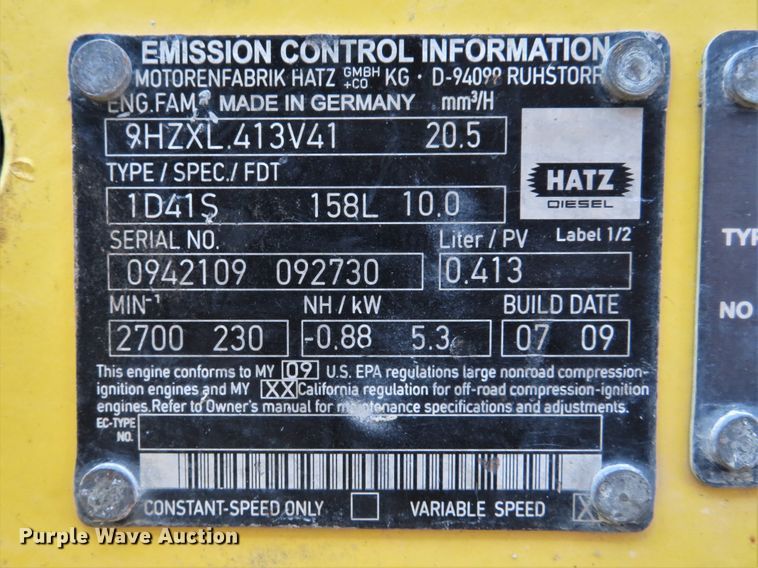 EMISSION CONTROL INFORMATION
MOTORENFABRIK HATZ GMBH +CO KG · D-94099 RUHSTORF
ENG.FAM. MADE IN GERMANY mm³/H
9HZXL.413V41 20.5
TYPE / SPEC./ FDT
1D41S 158L 10.0
HATZ
DIESEL
SERIAL NO. Liter / PV Label 1/2
0942109 092730 0.413
MIN⁻¹ NH / kW BUILD DATE
2700 230 -0.88 5.3 07 09
This engine conforms to MY 09 U.S. EPA regulations large nonroad compression-
ignition engines and MY XX California regulation for off-road compression-ignition
engines.Refer to Owner's manual for maintenance specifications and adjustments.
EC-TYPE
NO.
CONSTANT-SPEED ONLY VARIABLE SPEED X
TYP
NO
Purple Wave Auction